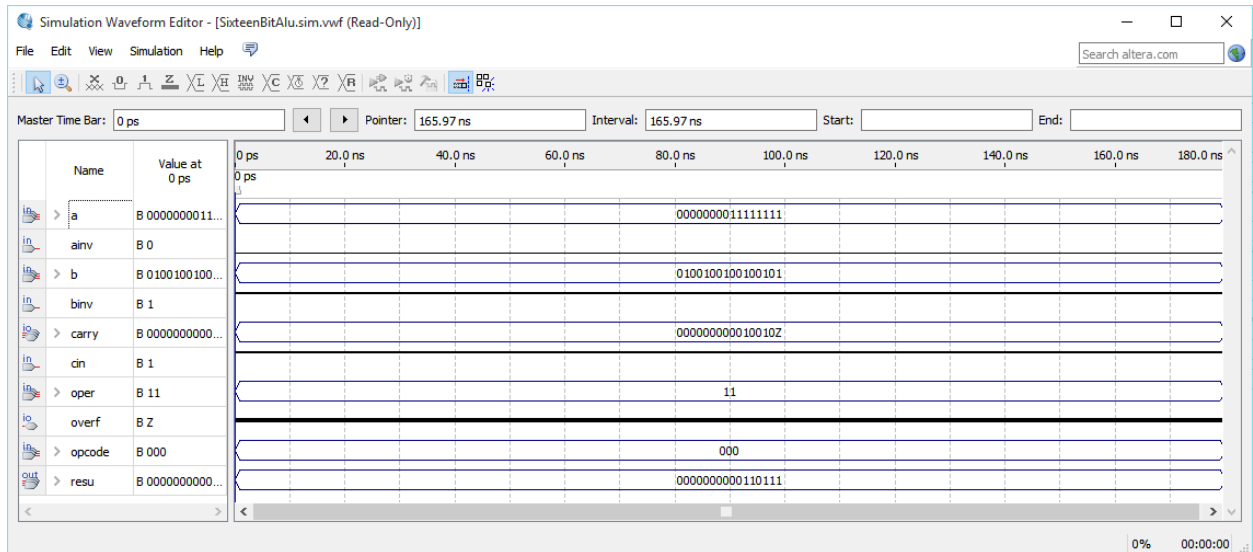 Simulation Waveform Editor - [SixteenBitAlu.sim.vwf (Read-Only)]
File Edit View Simulation Help
Search altera.com
Master Time Bar: 0 ps Pointer: 165.97 ns Interval: 165.97 ns Start: End:
Name Value at 0 ps
0 ps 20.0 ns 40.0 ns 60.0 ns 80.0 ns 100.0 ns 120.0 ns 140.0 ns 160.0 ns 180.0 ns
0 ps
a B 0000000011... 0000000011111111
ainv B 0
b B 0100100100... 0100100100100101
binv B 1
carry B 0000000000... 000000000010010Z
cin B 1
oper B 11 11
overf B Z
opcode B 000 000
resu B 0000000000... 0000000000110111
0% 00:00:00